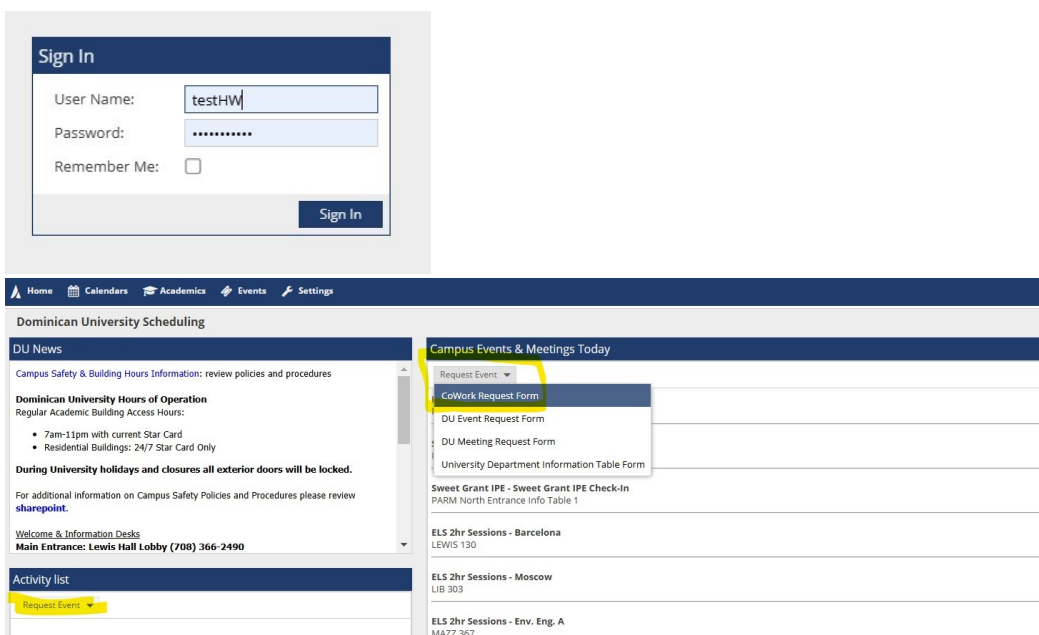 Sign In
User Name: testHW
Password: •••••••••••
Remember Me:
Sign In
Home Calendars Academics Events Settings
Dominican University Scheduling
DU News
Campus Safety & Building Hours Information: review policies and procedures
Dominican University Hours of Operation
Regular Academic Building Access Hours:
• 7am-11pm with current Star Card
• Residential Buildings: 24/7 Star Card Only
During University holidays and closures all exterior doors will be locked.
For additional information on Campus Safety Policies and Procedures please review
sharepoint.
Welcome & Information Desks
Main Entrance: Lewis Hall Lobby (708) 366-2490
Activity list
Request Event
Campus Events & Meetings Today
Request Event
CoWork Request Form
DU Event Request Form
DU Meeting Request Form
University Department Information Table Form
Sweet Grant IPE - Sweet Grant IPE Check-In
PARM North Entrance Info Table 1
ELS 2hr Sessions - Barcelona
LEWIS 130
ELS 2hr Sessions - Moscow
LIB 303
ELS 2hr Sessions - Env. Eng. A
MAZZ 367